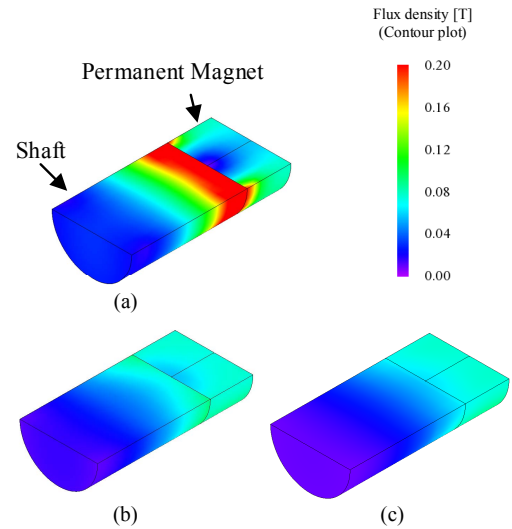 Flux density [T]
(Contour plot)
Permanent Magnet
Shaft
0.20
0.16
0.12
0.08
0.04
0.00
(a)
(b)
(c)